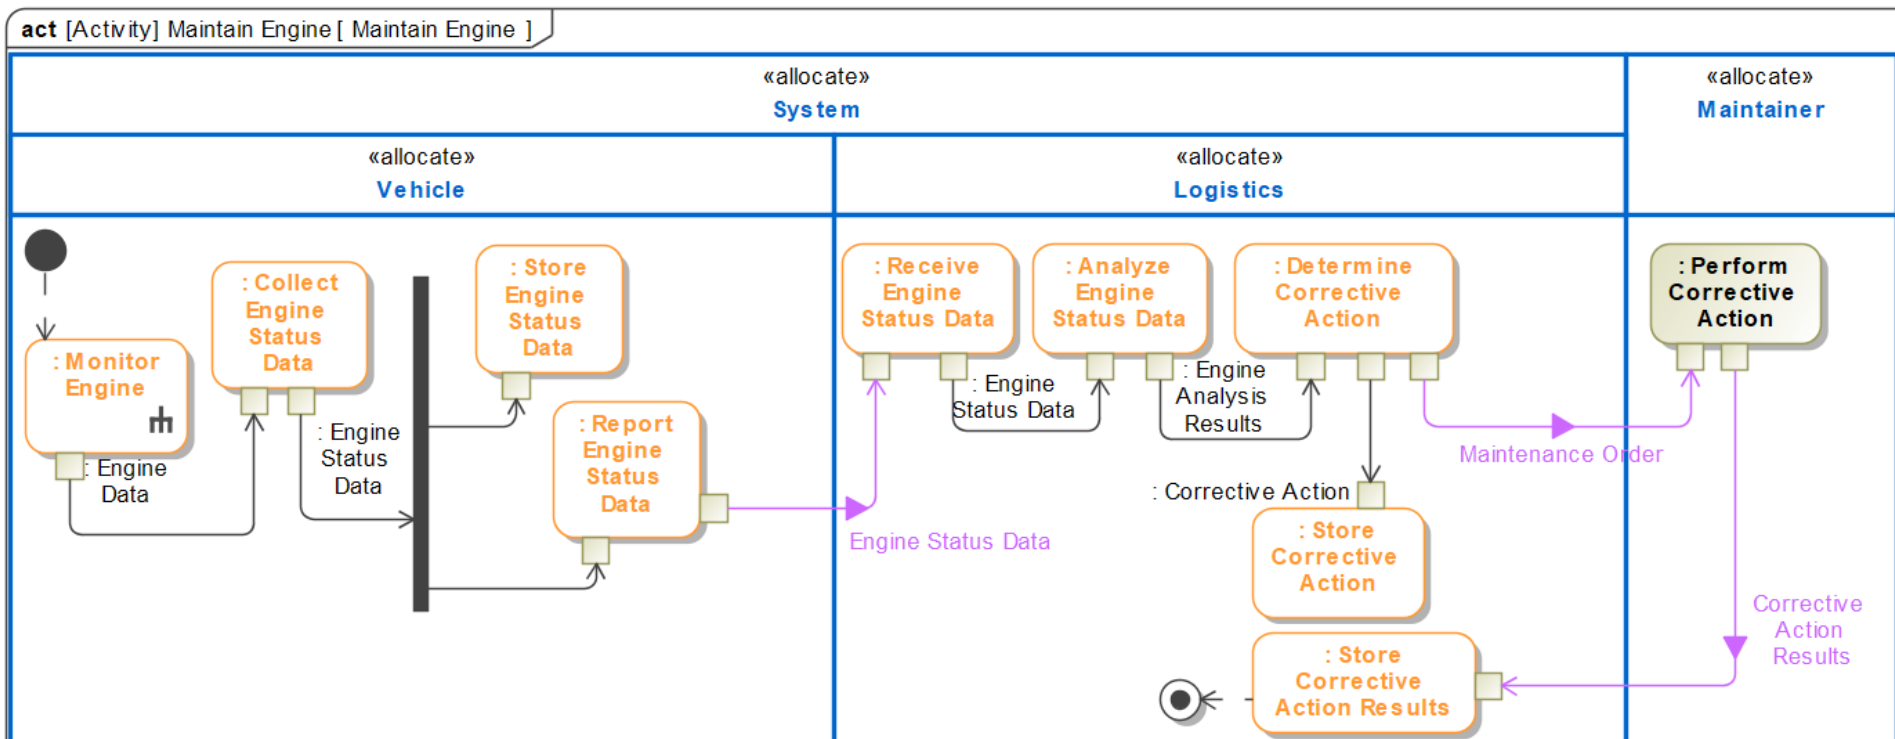 act [Activity] Maintain Engine [ Maintain Engine ]
«allocate»
System
«allocate»
Maintainer
«allocate»
Vehicle
«allocate»
Logistics
: Monitor
Engine
: Engine
Data
: Collect
Engine
Status
Data
: Engine
Status
Data
: Store
Engine
Status
Data
: Report
Engine
Status
Data
Engine Status Data
: Receive
Engine
Status Data
: Engine
Status Data
: Analyze
Engine
Status Data
: Engine
Analysis
Results
: Determine
Corrective
Action
Maintenance Order
: Corrective Action
: Store
Corrective
Action
: Perform
Corrective
Action
Corrective
Action
Results
: Store
Corrective
Action Results